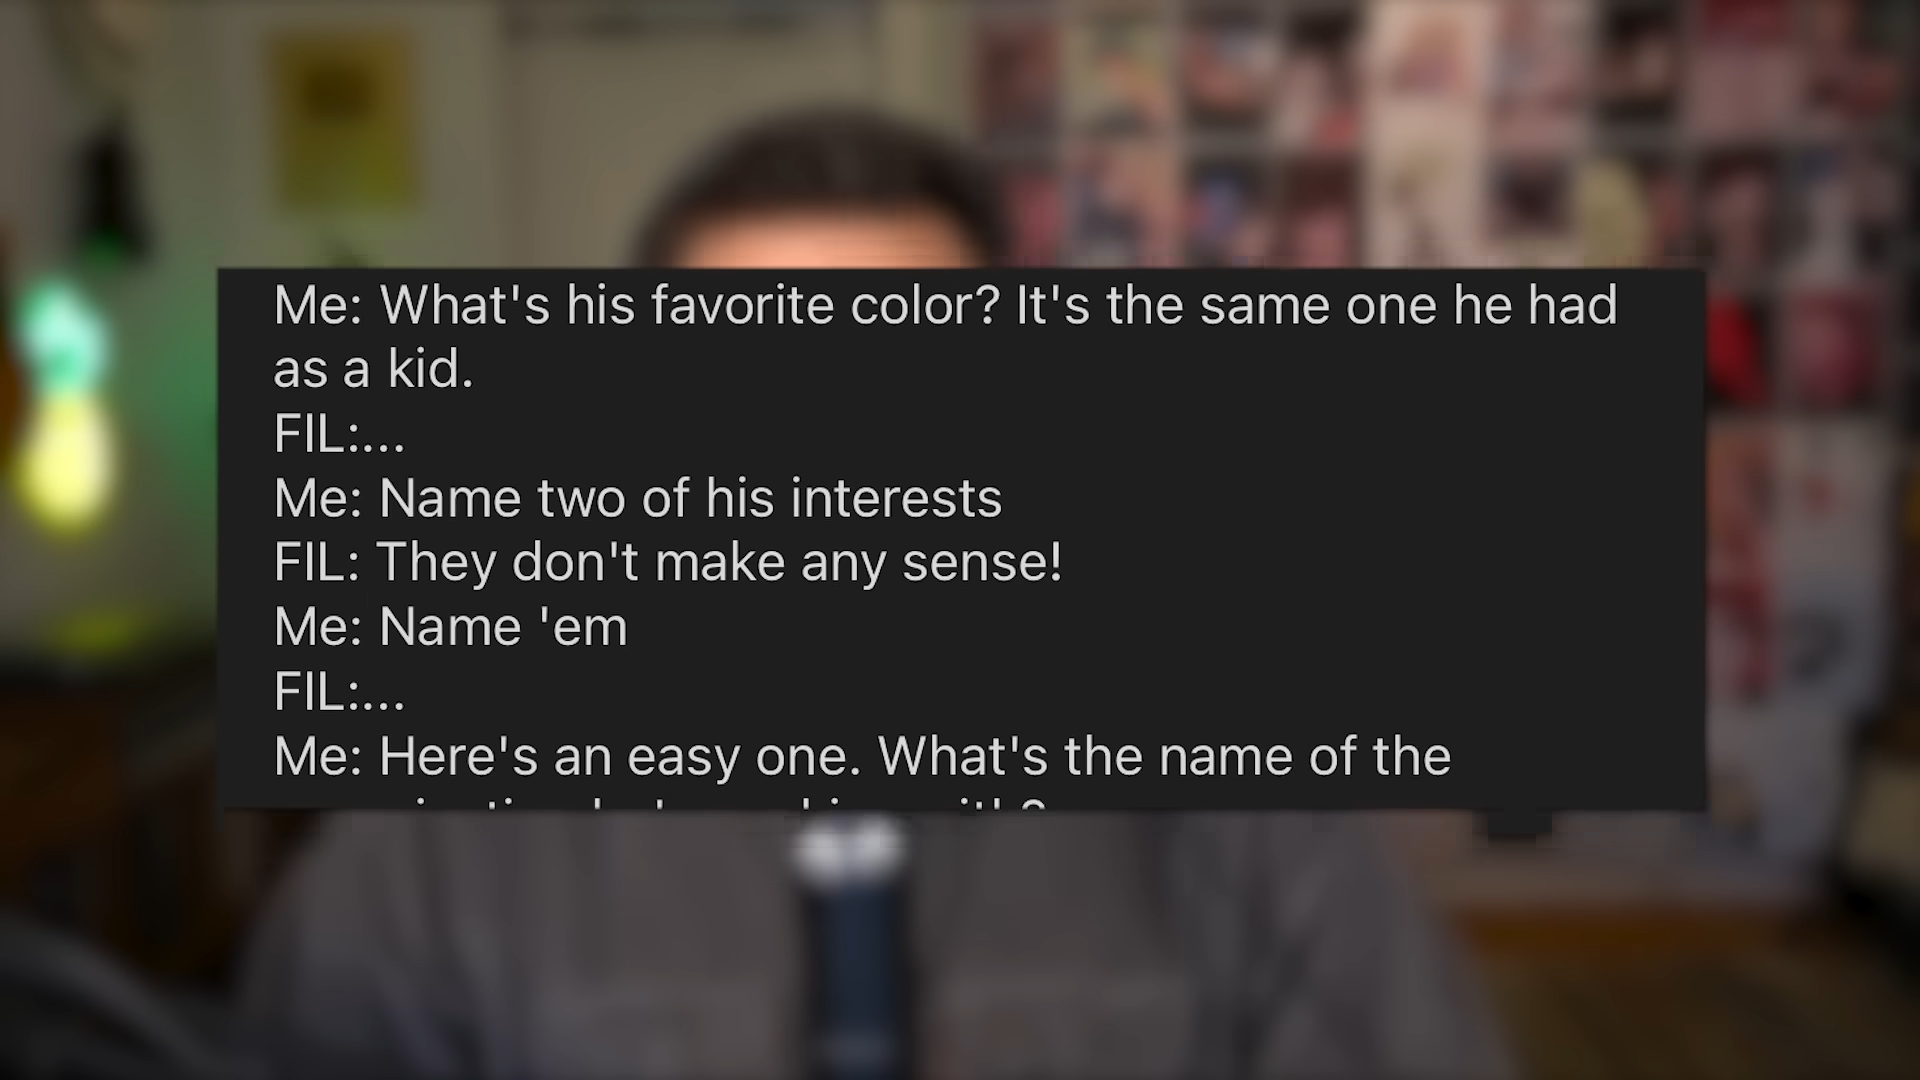 Me: What's his favorite color? It's the same one he had
as a kid.
FIL:...
Me: Name two of his interests
FIL: They don't make any sense!
Me: Name 'em
FIL:...
Me: Here's an easy one. What's the name of the